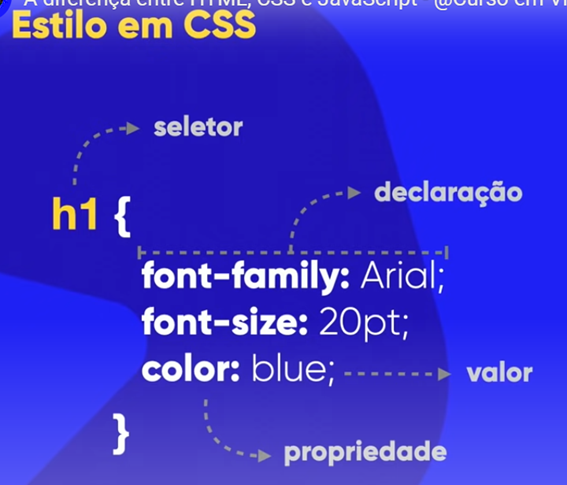 A diferença entre HTML, CSS e JavaScript - @Curso em Ví
Estilo em CSS
seletor
declaração
h1 {
font-family: Arial;
font-size: 20pt;
color: blue;
valor
}
propriedade